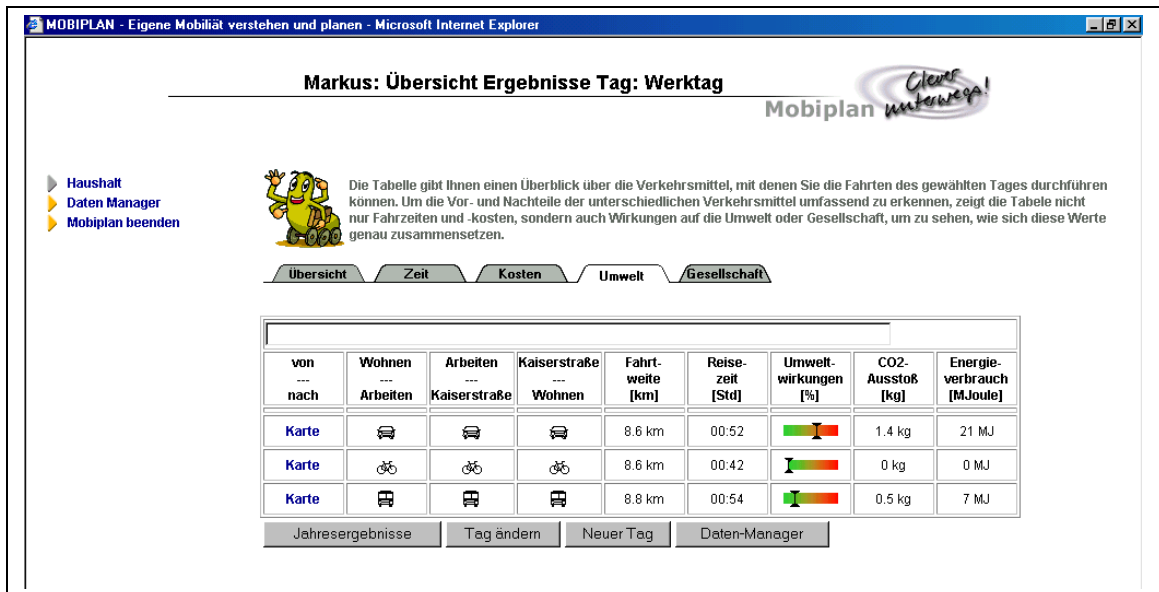 MOBIPLAN - Eigene Mobiliät verstehen und planen - Microsoft Internet Explorer
Markus: Übersicht Ergebnisse Tag: Werktag
Clever
unterwegs!
Mobiplan
Haushalt
Daten Manager
Mobiplan beenden
Die Tabelle gibt Ihnen einen Überblick über die Verkehrsmittel, mit denen Sie die Fahrten des gewählten Tages durchführen
können. Um die Vor- und Nachteile der unterschiedlichen Verkehrsmittel umfassend zu erkennen, zeigt die Tabele nicht
nur Fahrzeiten und -kosten, sondern auch Wirkungen auf die Umwelt oder Gesellschaft, um zu sehen, wie sich diese Werte
genau zusammensetzen.
Übersicht Zeit Kosten Umwelt Gesellschaft
von Wohnen Arbeiten Kaiserstraße Fahrt- Reise- Umwelt- CO2- Energie-
--- --- --- --- weite zeit wirkungen Ausstoß verbrauch
nach Arbeiten Kaiserstraße Wohnen [km] [Std] [%] [kg] [MJoule]
Karte 8.6 km 00:52 1.4 kg 21 MJ
Karte 8.6 km 00:42 0 kg 0 MJ
Karte 8.8 km 00:54 0.5 kg 7 MJ
Jahresergebnisse Tag ändern Neuer Tag Daten-Manager